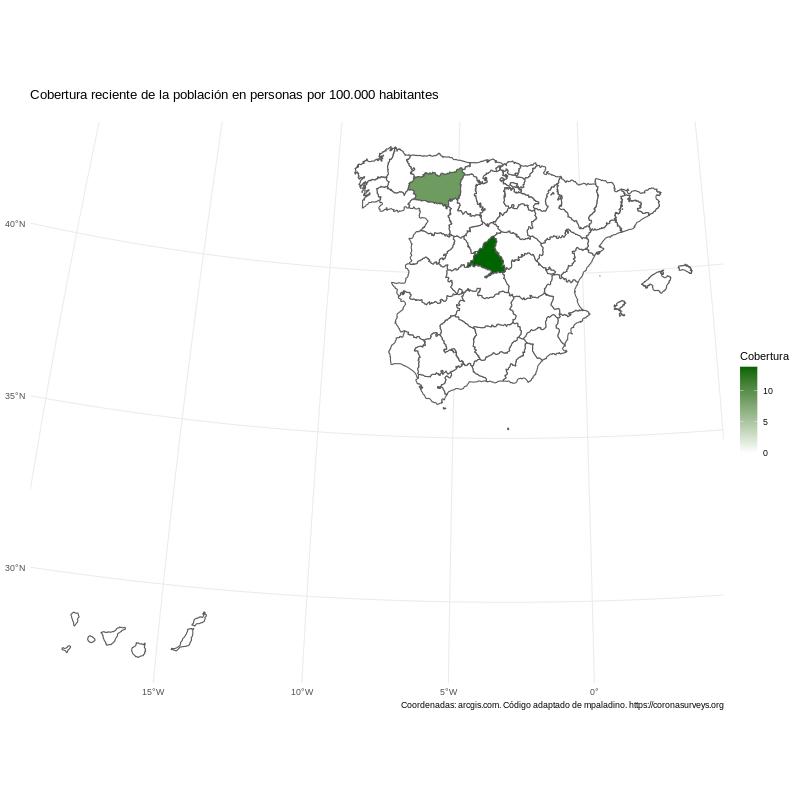 Cobertura reciente de la población en personas por 100.000 habitantes
40°N
35°N
30°N
15°W
10°W
5°W
0°
Cobertura
10
5
0
Coordenadas: arcgis.com. Código adaptado de mpaladino. https://coronasurveys.org